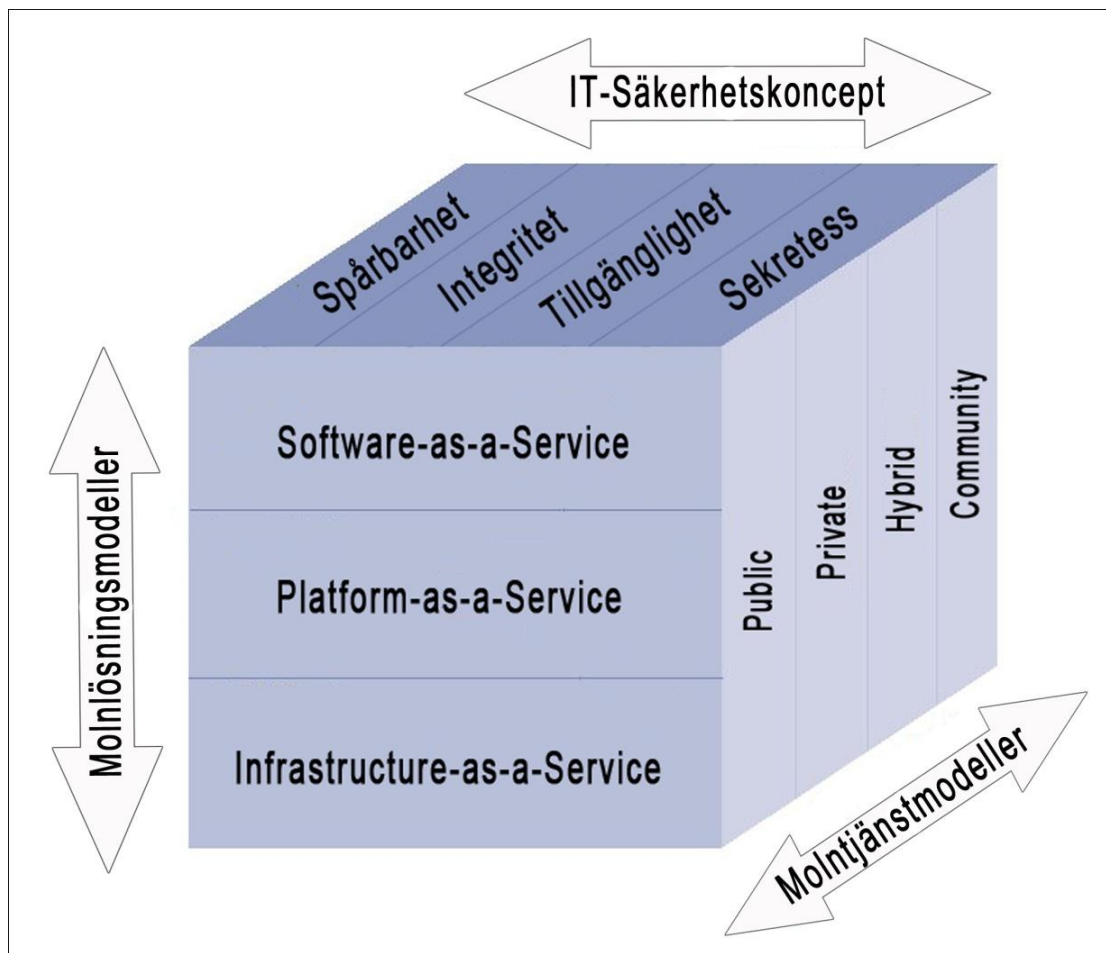 IT-Säkerhetskoncept
Spårbarhet
Integritet
Tillgänglighet
Sekretess
Molnlösningsmodeller
Software-as-a-Service
Platform-as-a-Service
Infrastructure-as-a-Service
Public
Private
Hybrid
Community
Molntjänstmodeller